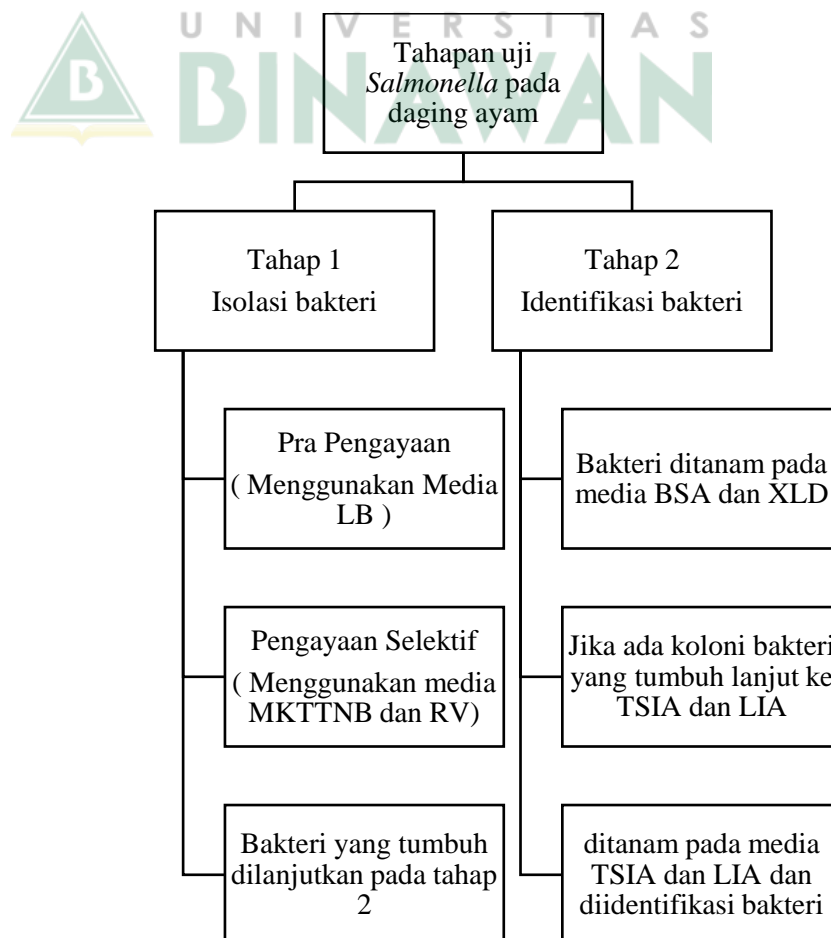 UNIVERSITAS
BINAWAN
B
Tahapan uji
Salmonella pada
daging ayam
Tahap 1
Isolasi bakteri
Pra Pengayaan
( Menggunakan Media
LB )
Pengayaan Selektif
( Menggunakan media
MKTTNB dan RV)
Bakteri yang tumbuh
dilanjutkan pada tahap
2
Tahap 2
Identifikasi bakteri
Bakteri ditanam pada
media BSA dan XLD
Jika ada koloni bakteri
yang tumbuh lanjut ke
TSIA dan LIA
ditanam pada media
TSIA dan LIA dan
diidentifikasi bakteri